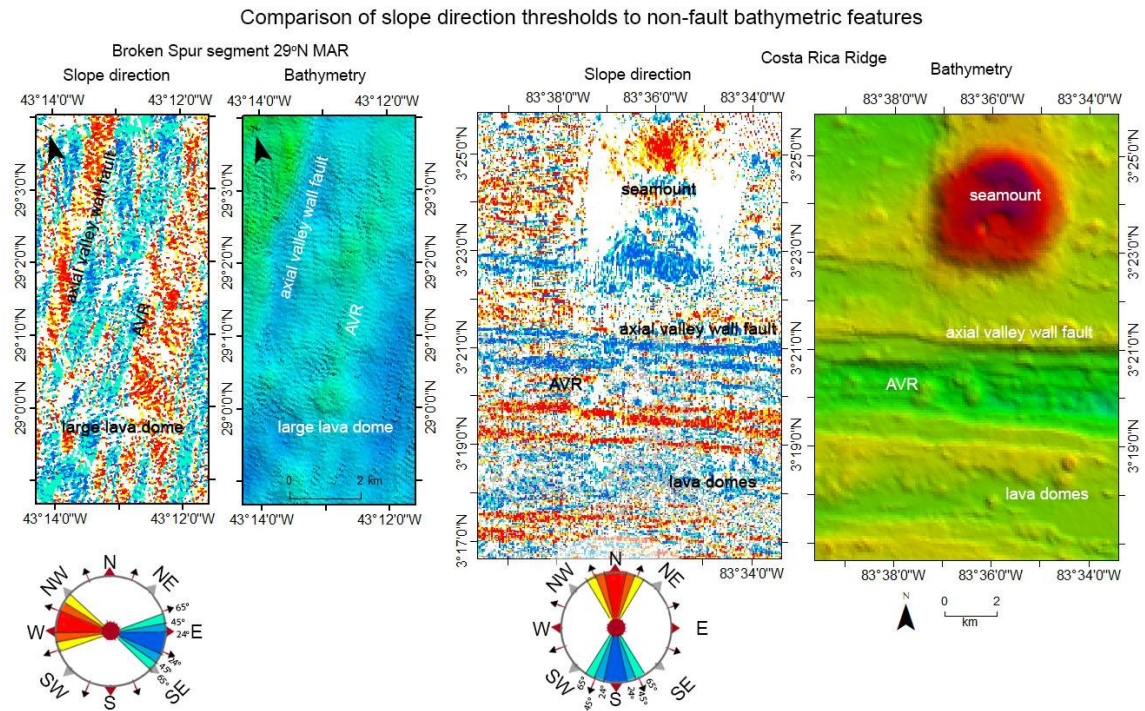 Comparison of slope direction thresholds to non-fault bathymetric features
Broken Spur segment 29ºN MAR
Slope direction
Bathymetry
43°14'0"W 43°12'0"W
43°14'0"W 43°12'0"W
29°3'0"N
29°2'0"N
29°1'0"N
29°0'0"N
axial valley wall fault
AVR
large lava dome
43°14'0"W 43°12'0"W
axial valley wall fault
AVR
large lava dome
0 2 km
43°14'0"W 43°12'0"W
29°3'0"N
29°2'0"N
29°1'0"N
29°0'0"N
Costa Rica Ridge
Slope direction
Bathymetry
83°38'0"W 83°36'0"W 83°34'0"W
83°38'0"W 83°36'0"W 83°34'0"W
3°25'0"N
3°23'0"N
3°21'0"N
3°19'0"N
3°17'0"N
seamount
axial valley wall fault
AVR
lava domes
83°34'0"W
seamount
axial valley wall fault
AVR
lava domes
3°25'0"N
3°23'0"N
3°21'0"N
3°19'0"N
83°38'0"W 83°36'0"W 83°34'0"W
N
0 2
km
N
NE
E
SE
S
SW
W
NW
65°
45°
24°
24°
45°
65°
N
NE
E
SE
S
SW
W
NW
65°
45°
24°
24°
45°
65°